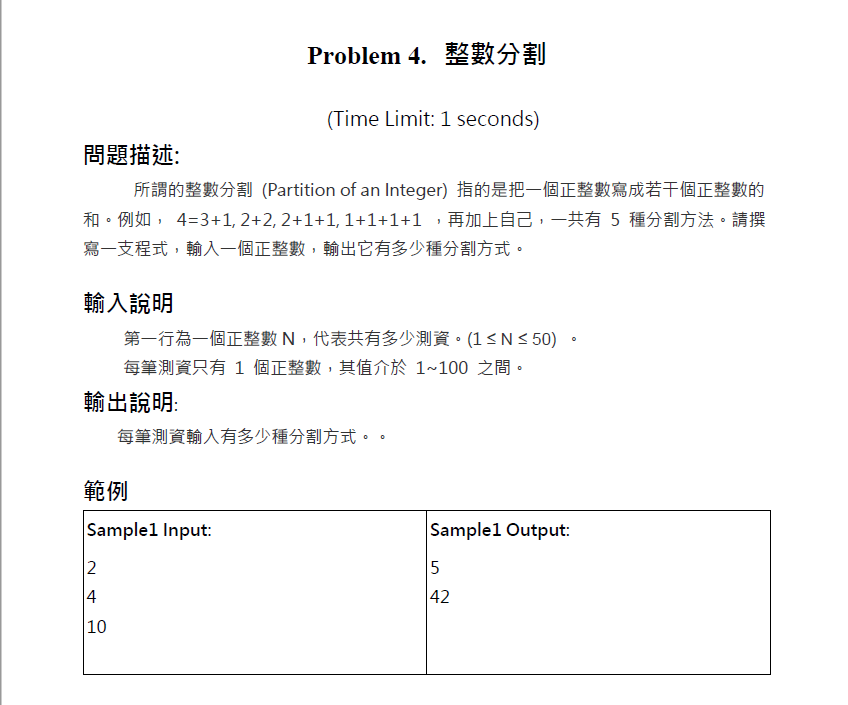 Problem 4. 整數分割
(Time Limit: 1 seconds)
問題描述:
所謂的整數分割 (Partition of an Integer) 指的是把一個正整數寫成若干個正整數的
和。例如， 4=3+1, 2+2, 2+1+1, 1+1+1+1 ，再加上自己，一共有 5 種分割方法。請撰
寫一支程式，輸入一個正整數，輸出它有多少種分割方式。
輸入說明
第一行為一個正整數 N，代表共有多少測資。(1 ≤ N ≤ 50) 。
每筆測資只有 1 個正整數，其值介於 1~100 之間。
輸出說明:
每筆測資輸入有多少種分割方式。。
範例
Sample1 Input:
2
4
10
Sample1 Output:
5
42